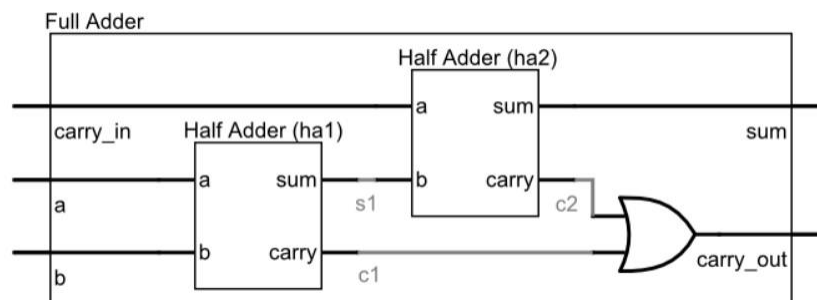 Full Adder
Half Adder (ha2)
a sum
carry_in
Half Adder (ha1)
sum
a sum
s1
b carry
c2
a
b carry
c1
carry_out
b